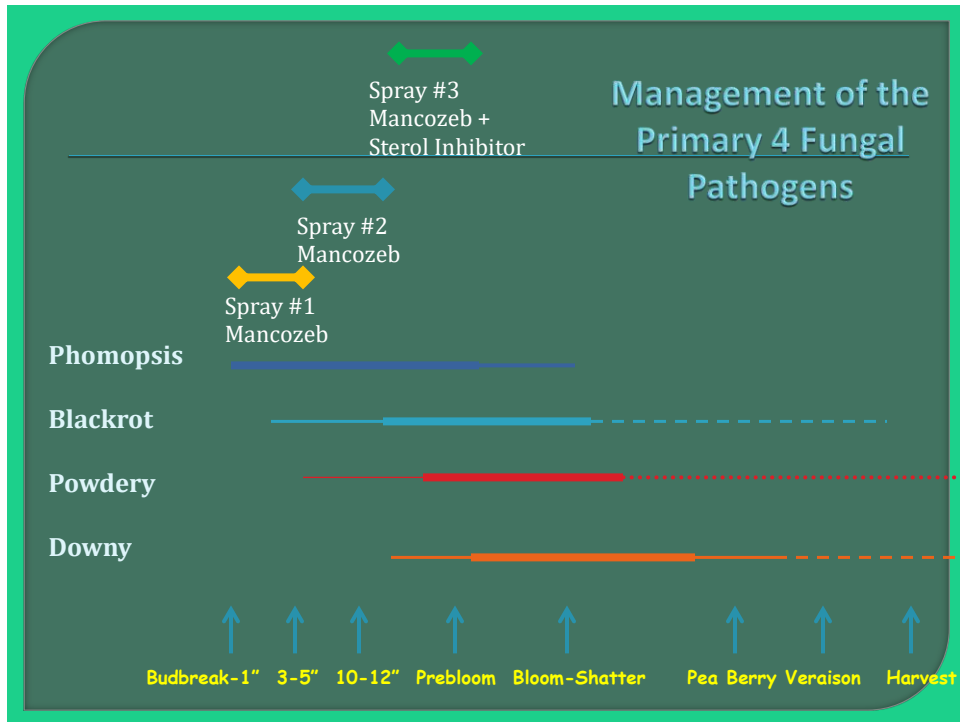 Management of the
Primary 4 Fungal
Pathogens
Spray #3
Mancozeb +
Sterol Inhibitor
Spray #2
Mancozeb
Spray #1
Mancozeb
Phomopsis
Blackrot
Powdery
Downy
Budbreak-1” 3-5” 10-12” Prebloom Bloom-Shatter Pea Berry Veraison Harvest